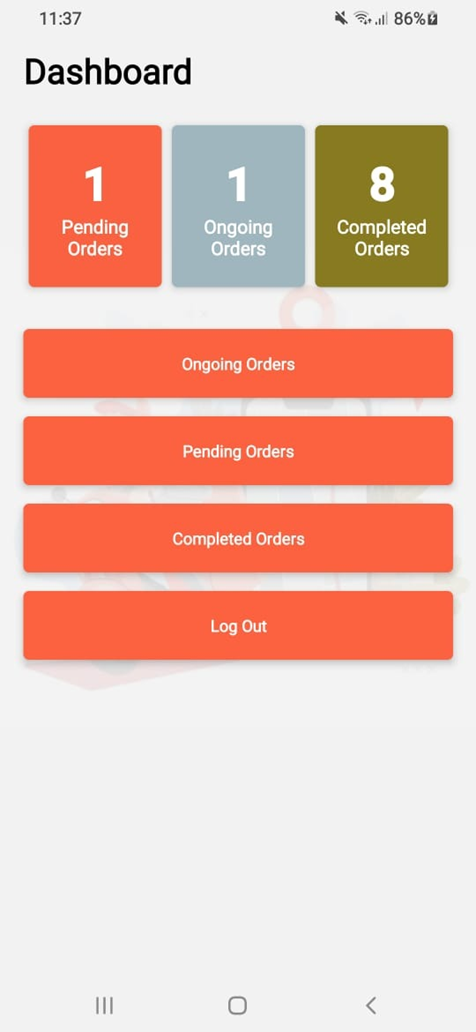 11:37 86%
Dashboard
1 1 8
Pending Ongoing Completed
Orders Orders Orders
Ongoing Orders
Pending Orders
Completed Orders
Log Out